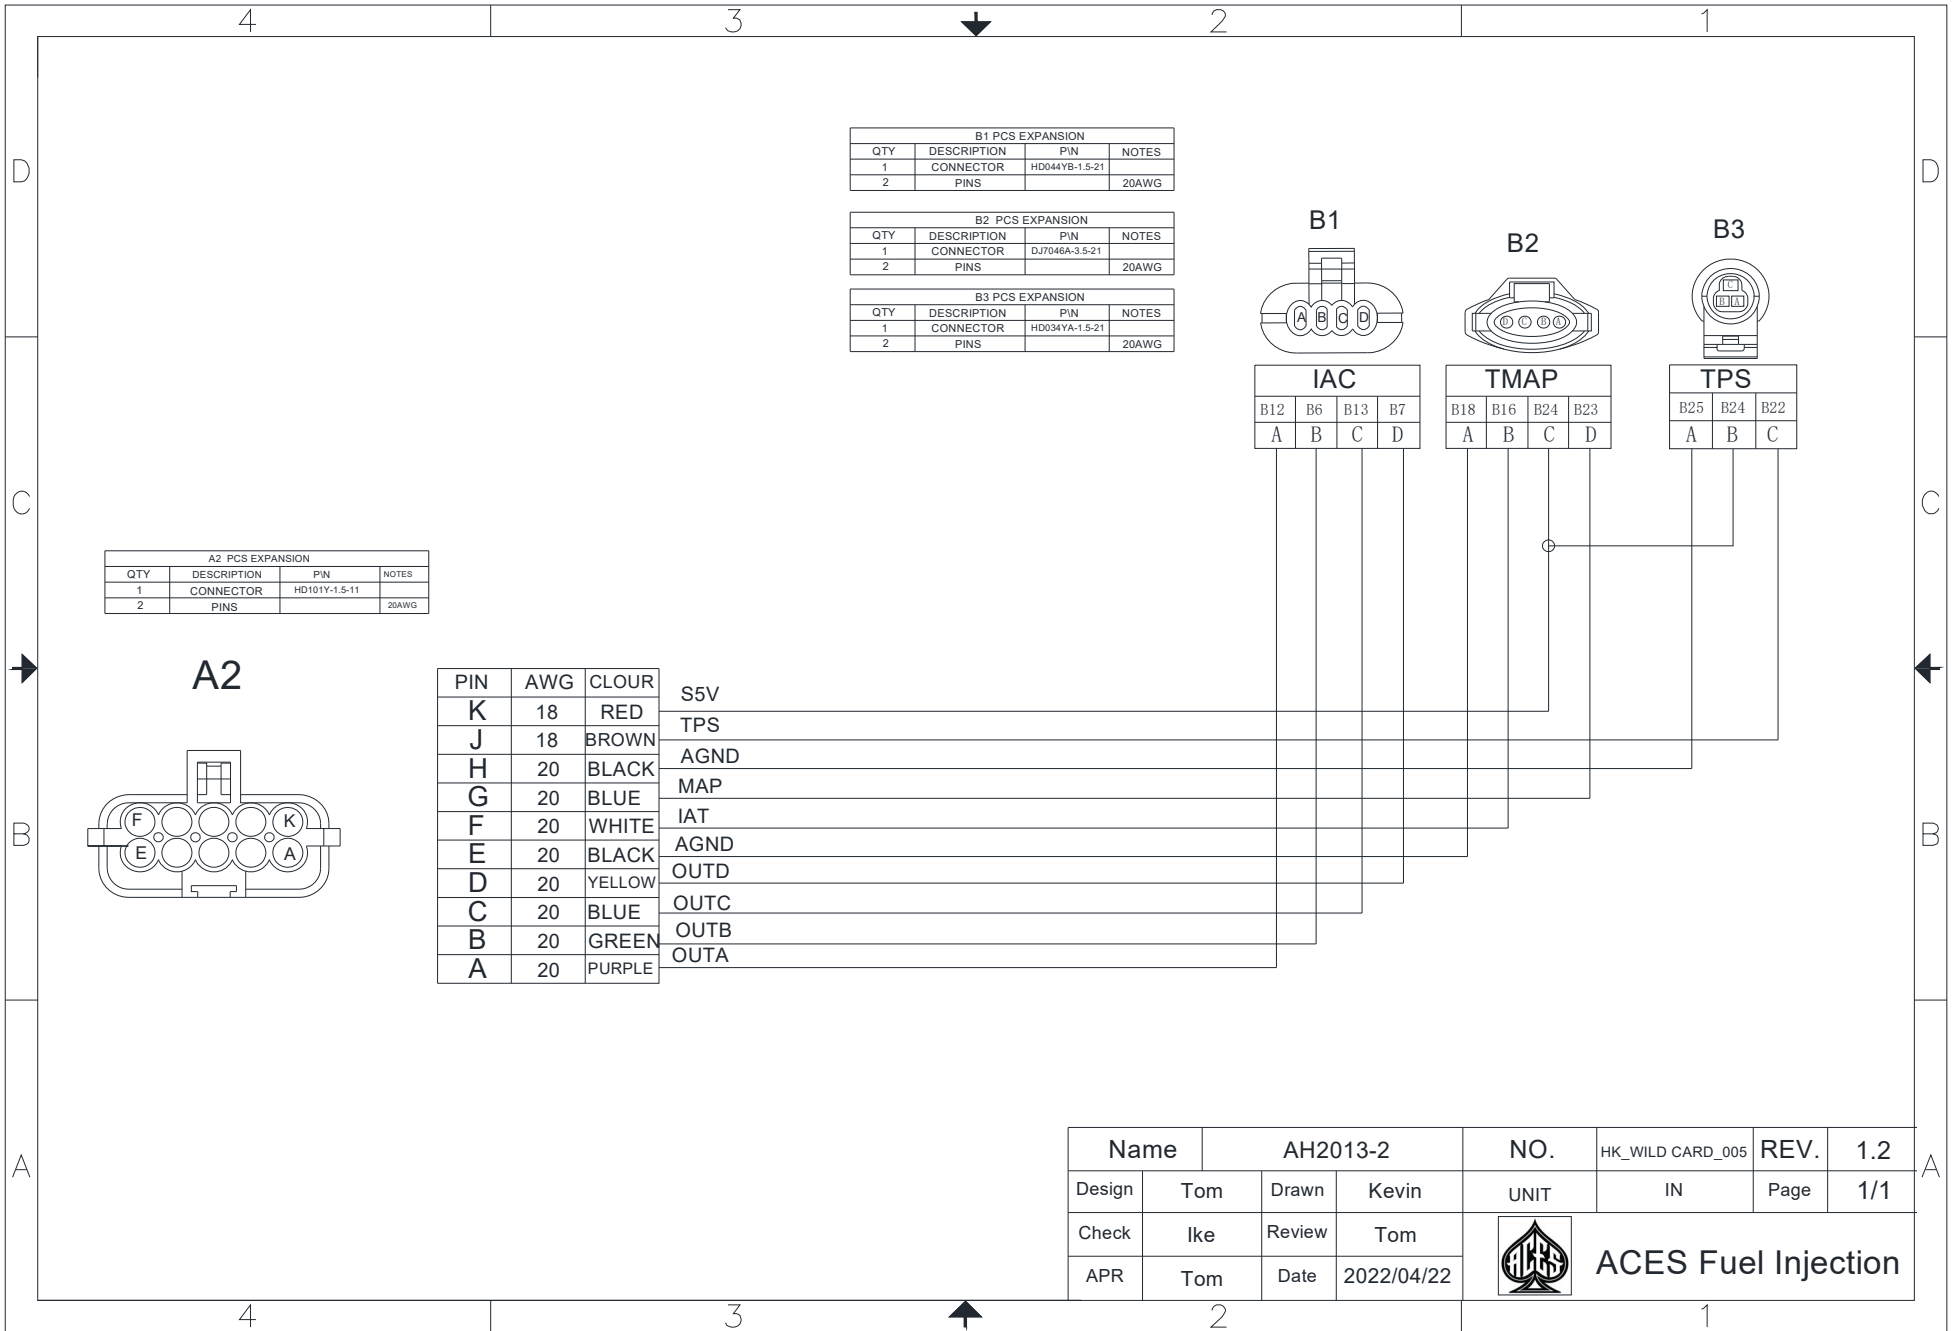 4 3 2 1
D D
C C
B B
A A
B1 PCS EXPANSION
QTY DESCRIPTION P\N NOTES
1 CONNECTOR HD044YB-1.5-21
2 PINS 20AWG
B2 PCS EXPANSION
QTY DESCRIPTION P\N NOTES
1 CONNECTOR DJ7046A-3.5-21
2 PINS 20AWG
B3 PCS EXPANSION
QTY DESCRIPTION P\N NOTES
1 CONNECTOR HD034YA-1.5-21
2 PINS 20AWG
B1
A B C D
IAC
B12 B6 B13 B7
A B C D
B2
D C B A
TMAP
B18 B16 B24 B23
A B C D
B3
C
B A
TPS
B25 B24 B22
A B C
A2 PCS EXPANSION
QTY DESCRIPTION P\N NOTES
1 CONNECTOR HD101Y-1.5-11
2 PINS 20AWG
A2
F K
E A
PIN AWG CLOUR
K 18 RED S5V
J 18 BROWN TPS
H 20 BLACK AGND
G 20 BLUE MAP
F 20 WHITE IAT
E 20 BLACK AGND
D 20 YELLOW OUTD
C 20 BLUE OUTC
B 20 GREEN OUTB
A 20 PURPLE OUTA
Name AH2013-2 NO. HK_WILD CARD_005 REV. 1.2
Design Tom Drawn Kevin UNIT IN Page 1/1
Check Ike Review Tom
APR Tom Date 2022/04/22
ACES
ACES Fuel Injection
4 3 2 1